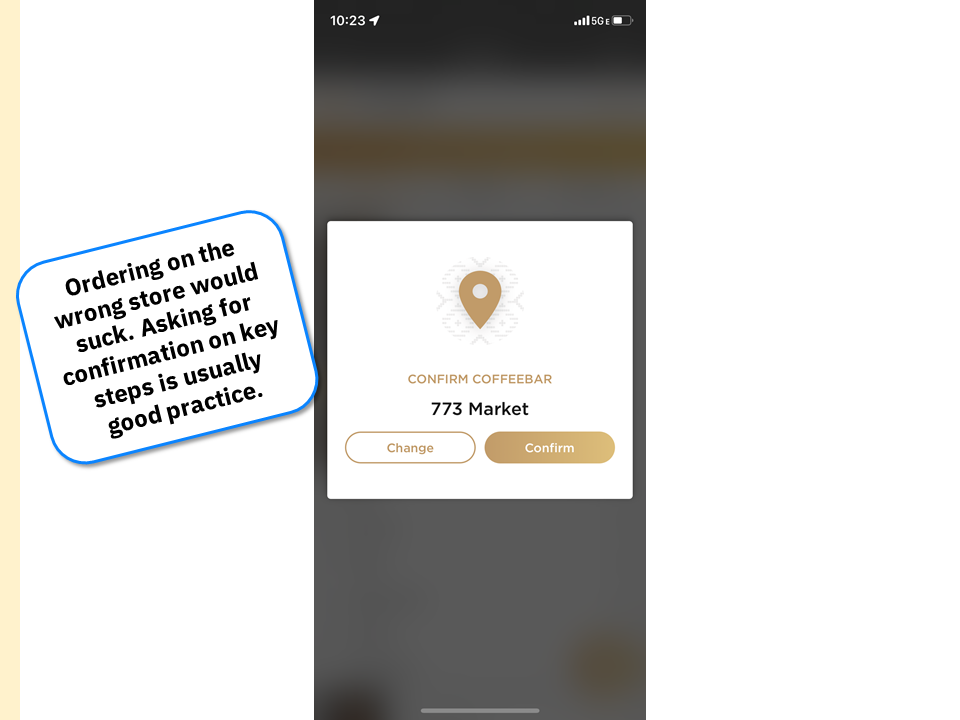 10:23
5G E
Ordering on the
wrong store would
suck. Asking for
confirmation on key
steps is usually
good practice.
CONFIRM COFFEEBAR
773 Market
Change Confirm